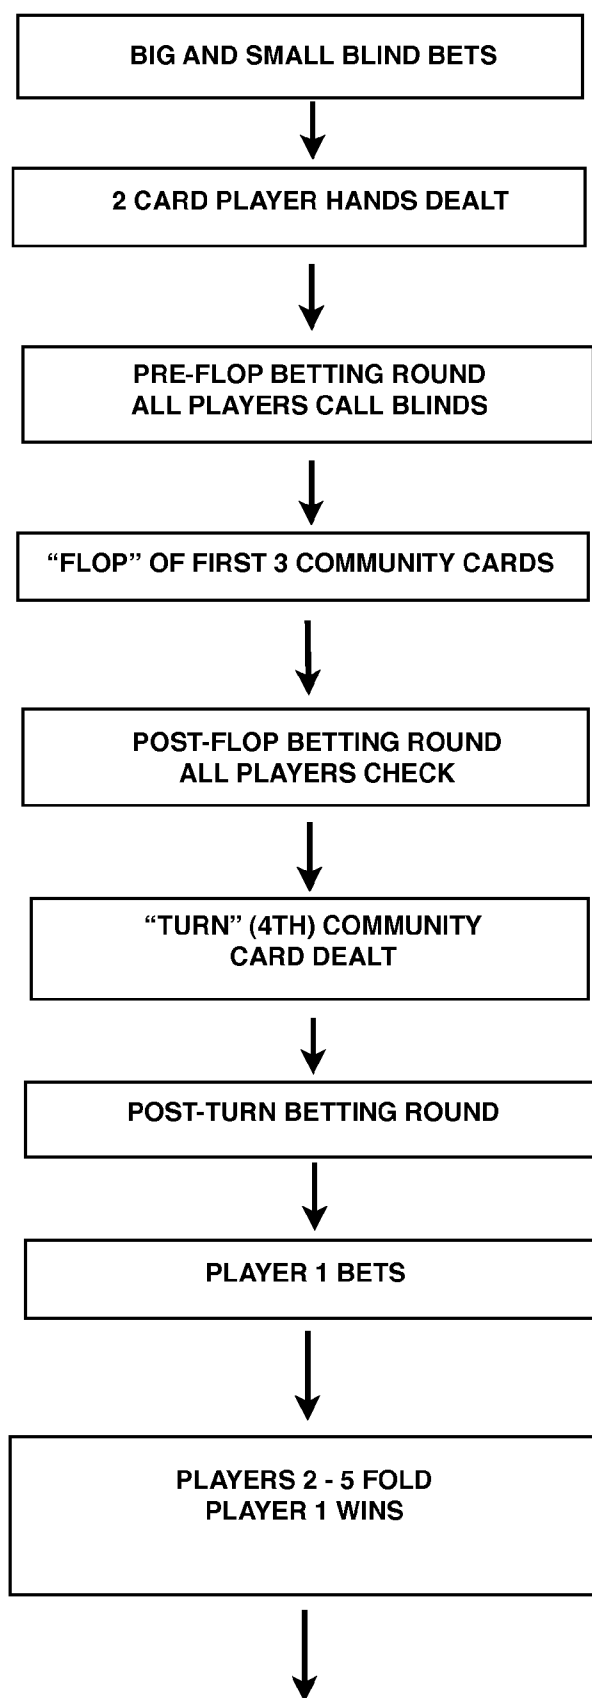 BIG AND SMALL BLIND BETS
2 CARD PLAYER HANDS DEALT
PRE-FLOP BETTING ROUND
ALL PLAYERS CALL BLINDS
“FLOP” OF FIRST 3 COMMUNITY CARDS
POST-FLOP BETTING ROUND
ALL PLAYERS CHECK
“TURN” (4TH) COMMUNITY
CARD DEALT
POST-TURN BETTING ROUND
PLAYER 1 BETS
PLAYERS 2 - 5 FOLD
PLAYER 1 WINS